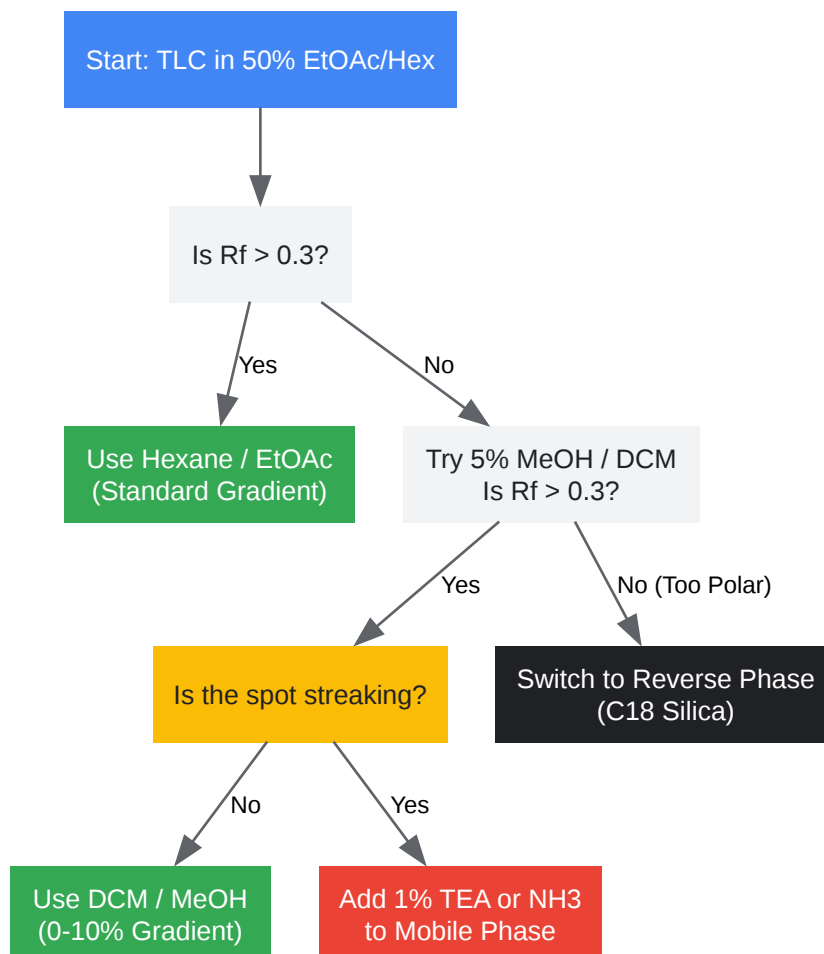 Start: TLC in 50% EtOAc/Hex
Is Rf > 0.3?
Yes
No
Use Hexane / EtOAc
(Standard Gradient)
Try 5% MeOH / DCM
Is Rf > 0.3?
Yes
No (Too Polar)
Is the spot streaking?
Switch to Reverse Phase
(C18 Silica)
No
Yes
Use DCM / MeOH
(0-10% Gradient)
Add 1% TEA or NH3
to Mobile Phase